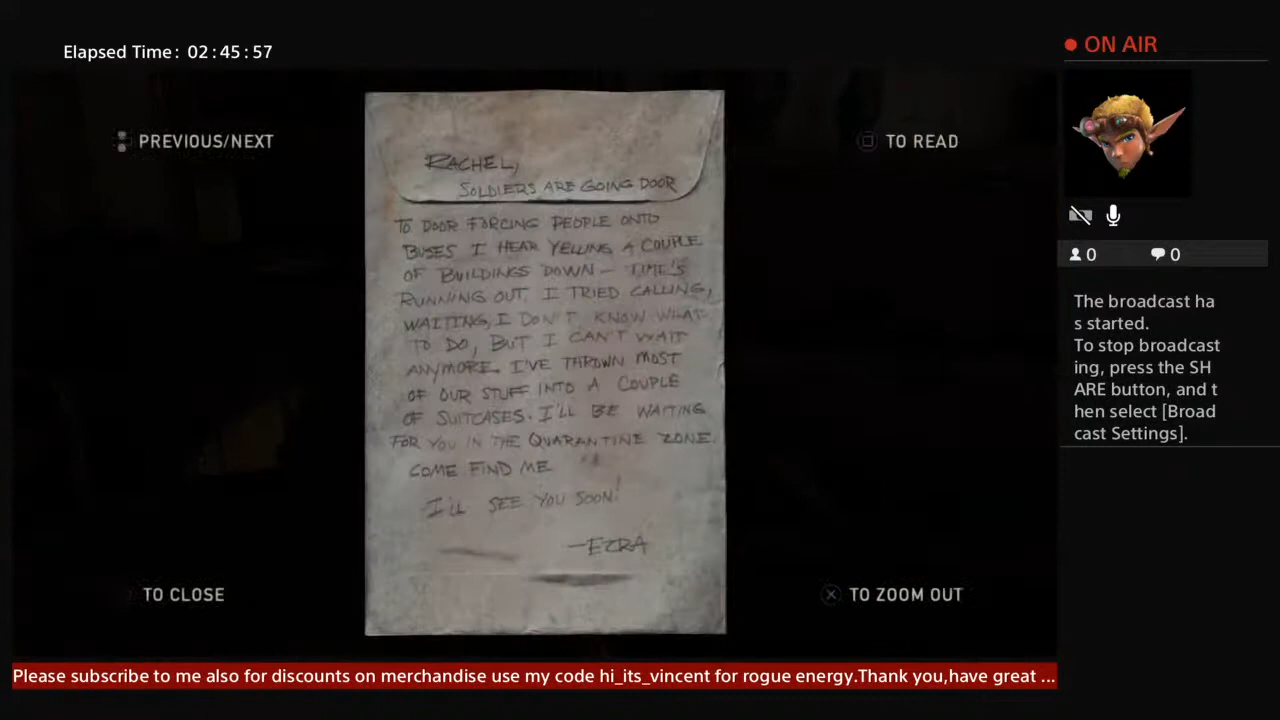 Elapsed Time: 02:45:57
ON AIR
PREVIOUS/NEXT
TO READ
RACHEL,
SOLDIERS ARE GOING DOOR
TO DOOR FORCING PEOPLE ONTO
BUSES I HEAR YELLING A COUPLE
OF BUILDINGS DOWN - TIME'S
RUNNING OUT. I TRIED CALLING,
WAITING, I DON'T KNOW WHAT
TO DO, BUT I CAN'T WAIT
ANYMORE. I'VE THROWN MOST
OF OUR STUFF INTO A COUPLE
OF SUITCASES. I'LL BE WAITING
FOR YOU IN THE QUARANTINE ZONE.
COME FIND ME
I'LL SEE YOU SOON!
-EZRA
TO CLOSE
TO ZOOM OUT
0
0
The broadcast ha
s started.
To stop broadcast
ing, press the SH
ARE button, and t
hen select [Broad
cast Settings].
Please subscribe to me also for discounts on merchandise use my code hi_its_vincent for rogue energy.Thank you,have great ...